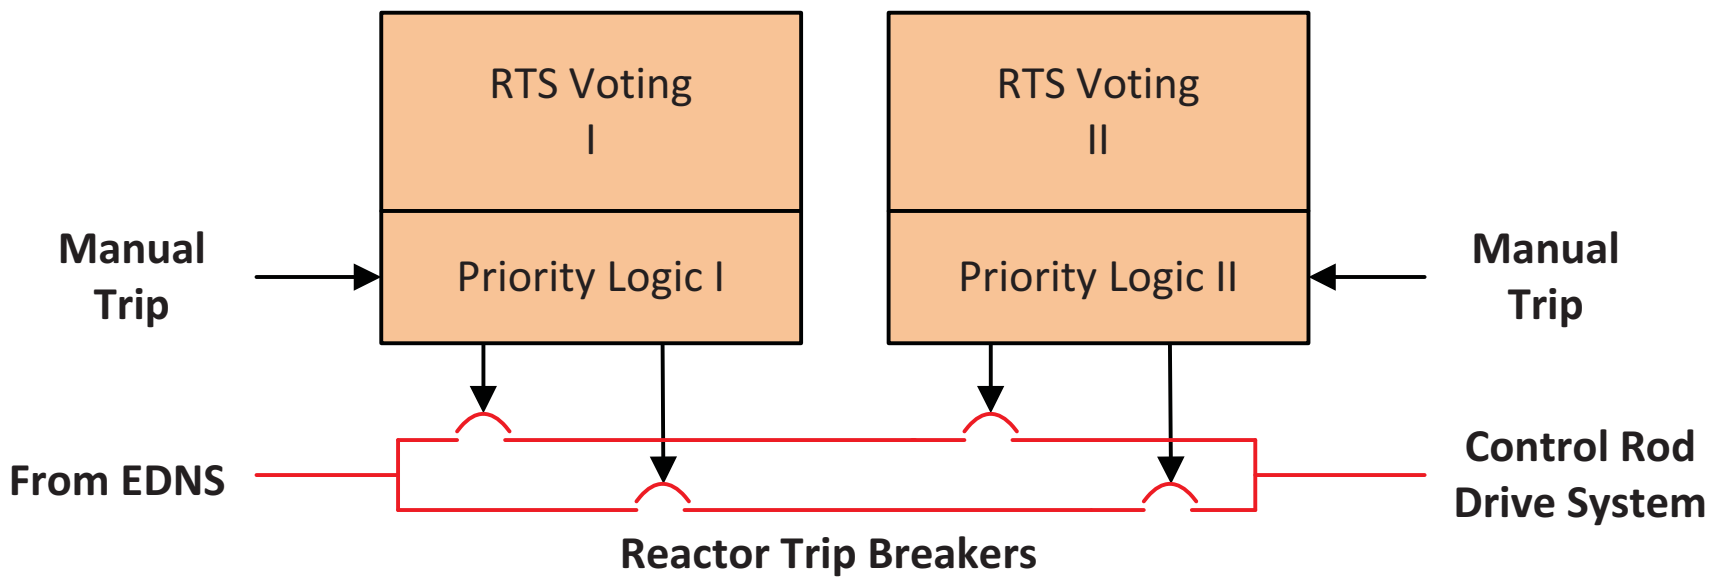 RTS Voting
I
RTS Voting
II
Manual
Trip
Priority Logic I
Priority Logic II
Manual
Trip
From EDNS
Control Rod
Drive System
Reactor Trip Breakers